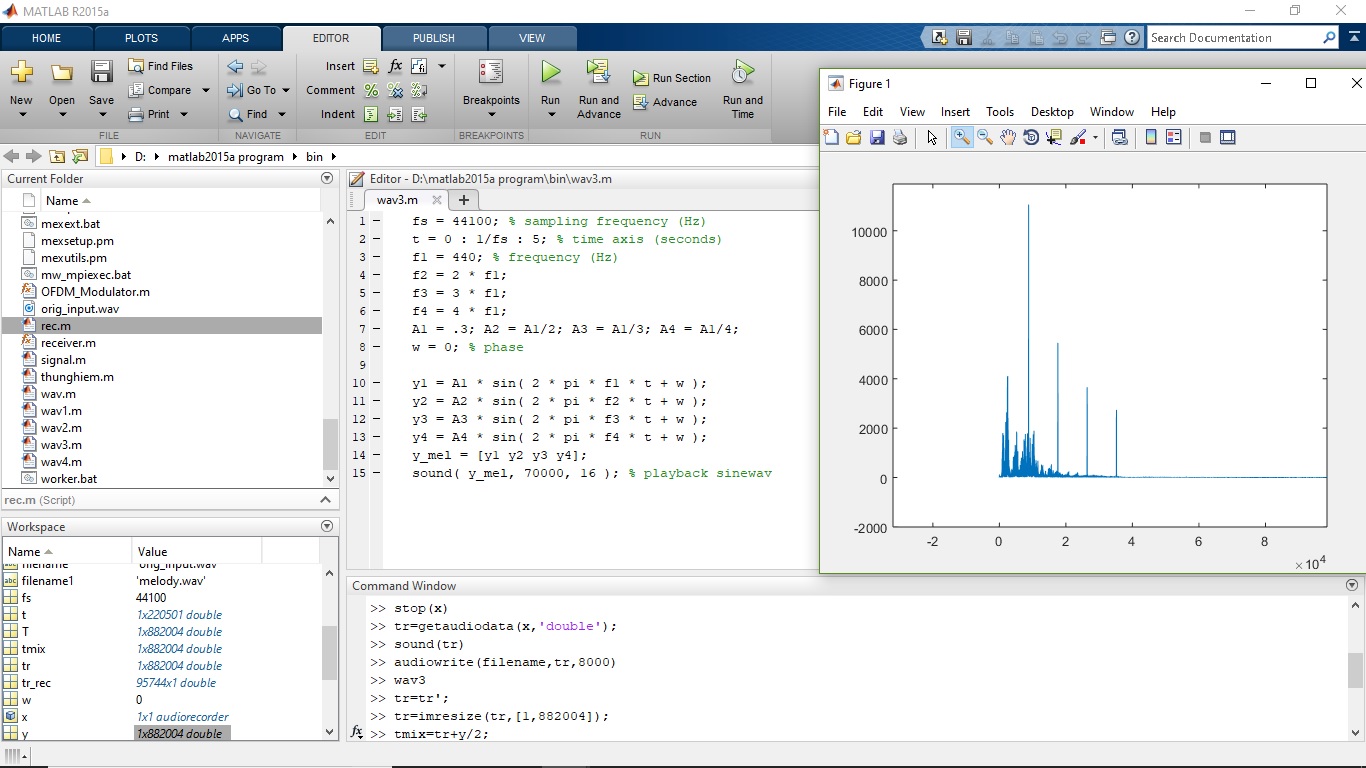 MATLAB R2015a
HOME PLOTS APPS EDITOR PUBLISH VIEW
Search Documentation
New Open Save
Find Files
Compare
Print
FILE
Go To
Find
NAVIGATE
Insert fx
Comment
Indent
EDIT
Breakpoints
BREAKPOINTS
Run
Run and Advance
Run Section
Advance
Run and Time
RUN
D: matlab2015a program bin
Current Folder
Name
mexext.bat
mexsetup.pm
mexutils.pm
mw_mpiexec.bat
OFDM_Modulator.m
orig_input.wav
rec.m
receiver.m
signal.m
thunghiem.m
wav.m
wav1.m
wav2.m
wav3.m
wav4.m
worker.bat
rec.m (Script)
Workspace
Name Value
filename 'orig_input.wav'
filename1 'melody.wav'
fs 44100
t 1x220501 double
T 1x882004 double
tmix 1x882004 double
tr 1x882004 double
tr_rec 95744x1 double
w 0
x 1x1 audiorecorder
y 1x882004 double
Editor - D:\matlab2015a program\bin\wav3.m
wav3.m
1 fs = 44100; % sampling frequency (Hz)
2 t = 0 : 1/fs : 5; % time axis (seconds)
3 f1 = 440; % frequency (Hz)
4 f2 = 2 * f1;
5 f3 = 3 * f1;
6 f4 = 4 * f1;
7 A1 = .3; A2 = A1/2; A3 = A1/3; A4 = A1/4;
8 w = 0; % phase
9
10 y1 = A1 * sin( 2 * pi * f1 * t + w );
11 y2 = A2 * sin( 2 * pi * f2 * t + w );
12 y3 = A3 * sin( 2 * pi * f3 * t + w );
13 y4 = A4 * sin( 2 * pi * f4 * t + w );
14 y_mel = [y1 y2 y3 y4];
15 sound( y_mel, 70000, 16 ); % playback sinewav
Command Window
>> stop(x)
>> tr=getaudiodata(x,'double');
>> sound(tr)
>> audiowrite(filename,tr,8000)
>> wav3
>> tr=tr';
>> tr=imresize(tr,[1,882004]);
fx >> tmix=tr+y/2;
Figure 1
File Edit View Insert Tools Desktop Window Help
10000
8000
6000
4000
2000
0
-2000
-2 0 2 4 6 8
×10^4